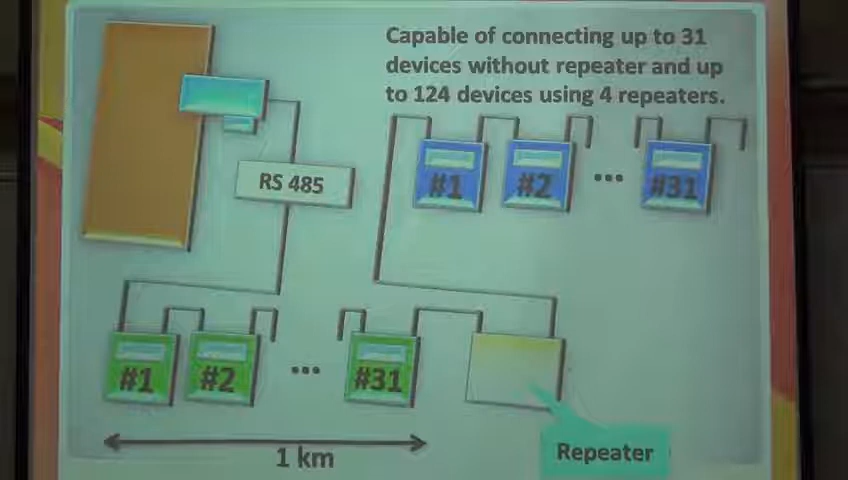 Capable of connecting up to 31
devices without repeater and up
to 124 devices using 4 repeaters.
RS 485
#1
#2
...
#31
#1
#2
...
#31
1 km
Repeater